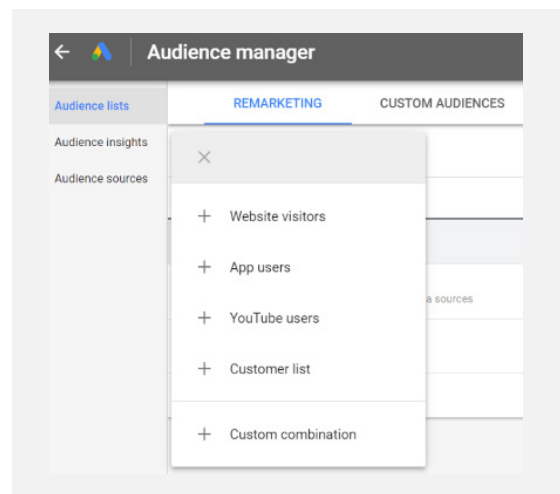 Audience manager
Audience lists
REMARKETING
CUSTOM AUDIENCES
Audience insights
Audience sources
Website visitors
App users
a sources
YouTube users
Customer list
Custom combination